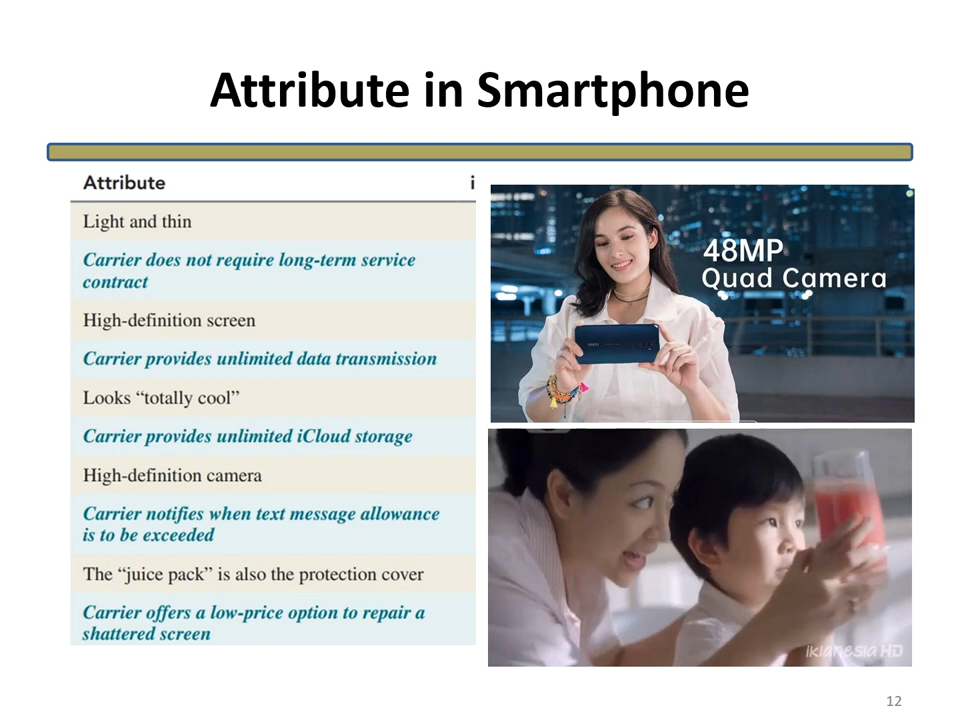 Attribute in Smartphone
Attribute
i
Light and thin
Carrier does not require long-term service
contract
High-definition screen
Carrier provides unlimited data transmission
Looks “totally cool”
Carrier provides unlimited iCloud storage
High-definition camera
Carrier notifies when text message allowance
is to be exceeded
The “juice pack” is also the protection cover
Carrier offers a low-price option to repair a
shattered screen
48MP
Quad Camera
oppo
iklanesia HD
12